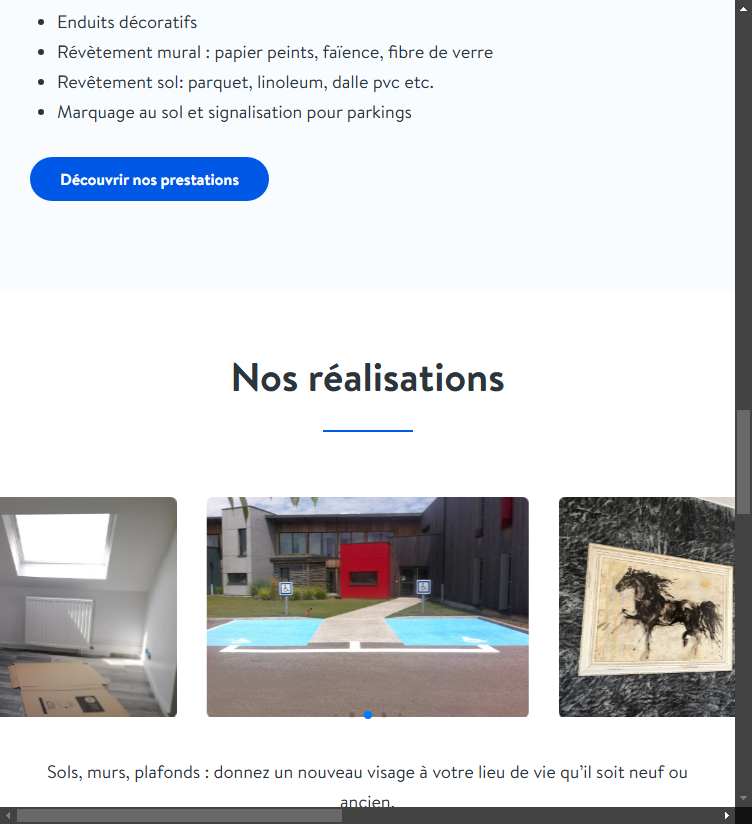 Enduits décoratifs
Révètement mural : papier peints, faïence, fibre de verre
Revêtement sol: parquet, linoleum, dalle pvc etc.
Marquage au sol et signalisation pour parkings
Découvrir nos prestations
Nos réalisations
Sols, murs, plafonds : donnez un nouveau visage à votre lieu de vie qu'il soit neuf ou
ancien.